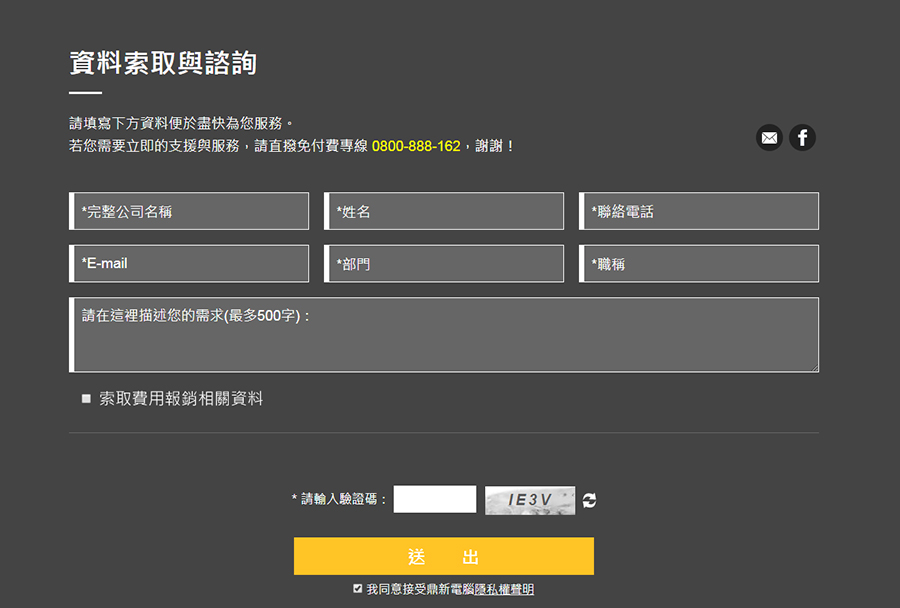 資料索取與諮詢
請填寫下方資料便於盡快為您服務。
若您需要立即的支援與服務，請直撥免付費專線 0800-888-162，謝謝！
*完整公司名稱
*姓名
*聯絡電話
*E-mail
*部門
*職稱
請在這裡描述您的需求(最多500字)：
索取費用報銷相關資料
* 請輸入驗證碼：
IE3V
送 出
我同意接受鼎新電腦隱私權聲明